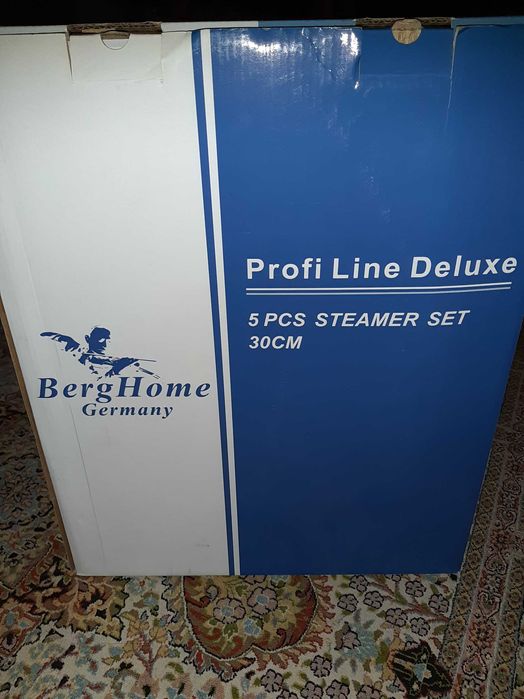 Profi Line Deluxe
5 PCS STEAMER SET
30CM
BergHome
Germany